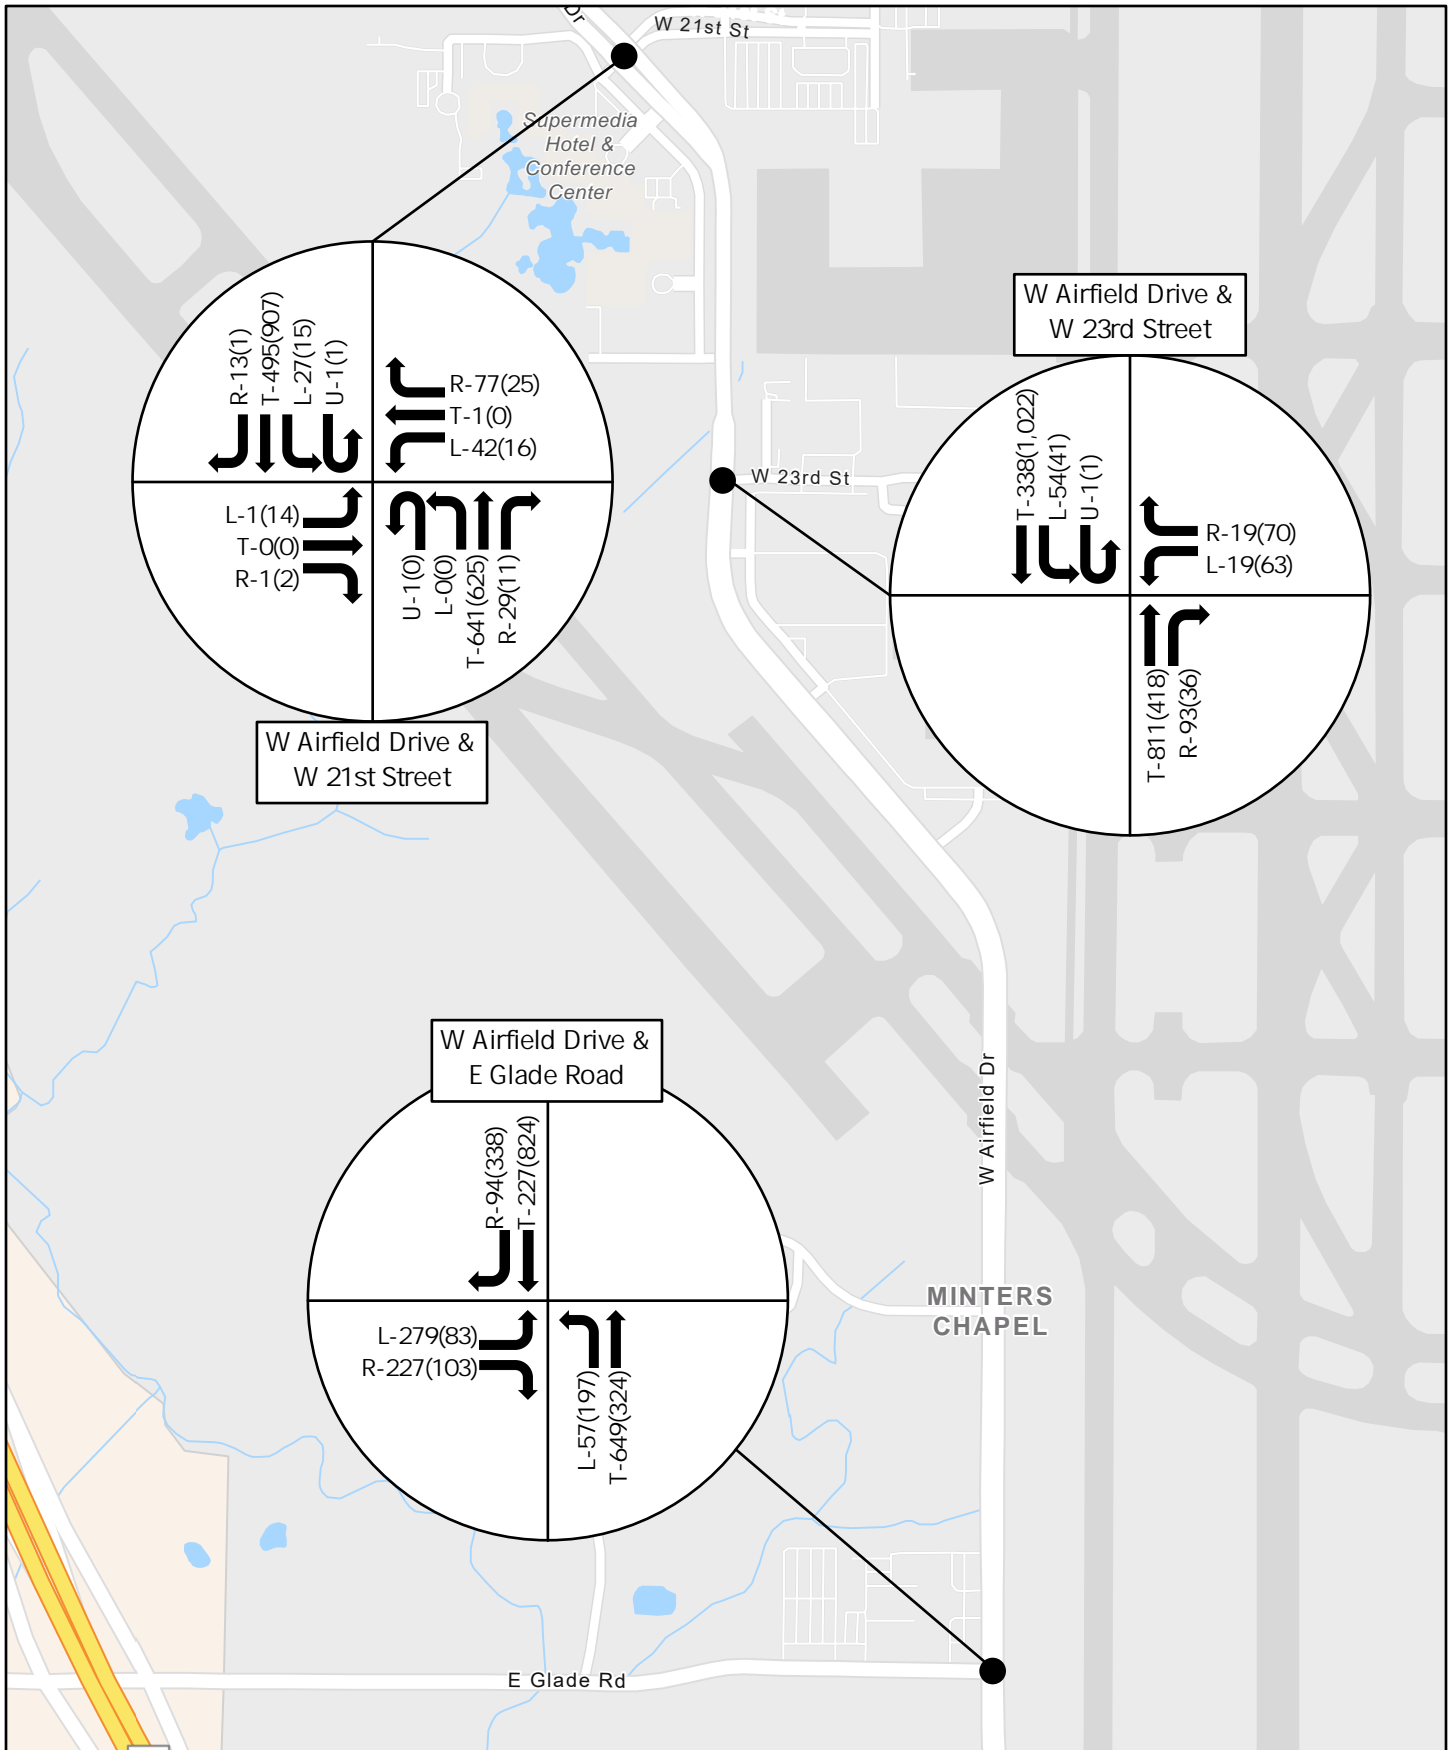 Dr
W 21st St
Supermedia
Hotel &
Conference
Center
R-13(1)
T-495(907)
L-27(15)
U-1(1)
R-77(25)
T-1(0)
L-42(16)
L-1(14)
T-0(0)
R-1(2)
U-1(0)
L-0(0)
T-641(625)
R-29(11)
W Airfield Drive &
W 21st Street
W Airfield Drive &
W 23rd Street
W 23rd St
T-338(1,022)
L-54(41)
U-1(1)
R-19(70)
L-19(63)
T-811(418)
R-93(36)
W Airfield Drive &
E Glade Road
R-94(338)
T-227(824)
L-279(83)
R-227(103)
L-57(197)
T-649(324)
W Airfield Dr
MINTERS
CHAPEL
E Glade Rd